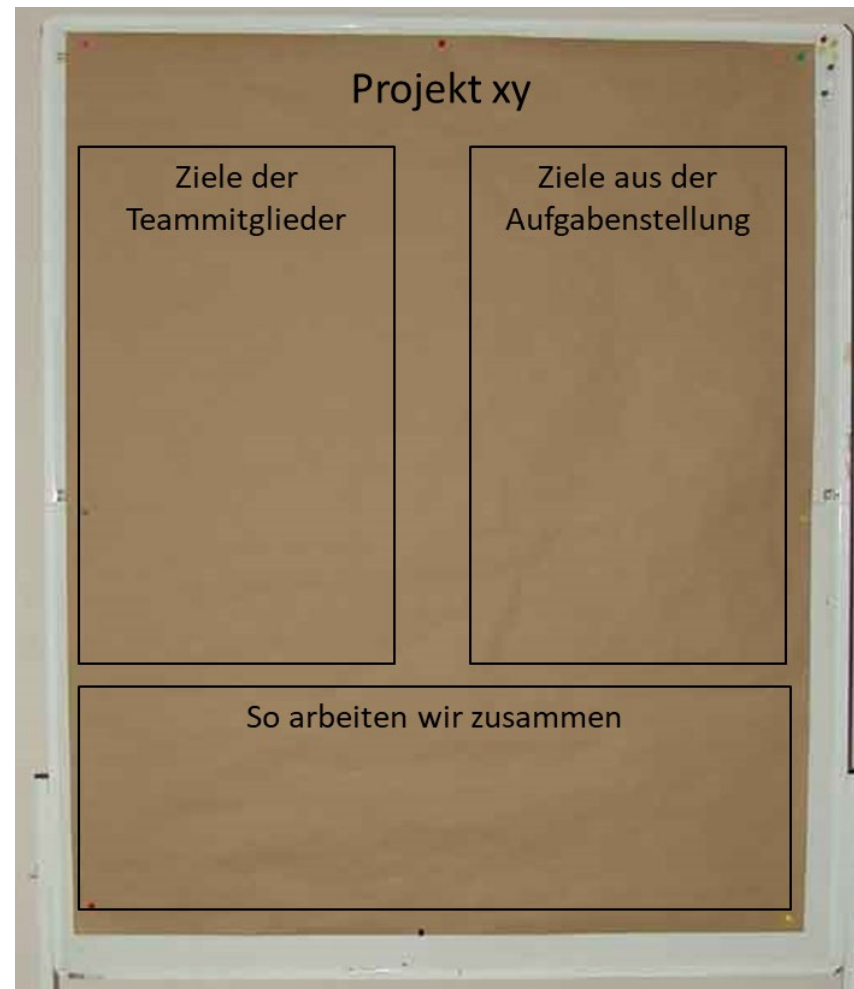 Projekt xy
Ziele der
Teammitglieder
Ziele aus der
Aufgabenstellung
So arbeiten wir zusammen